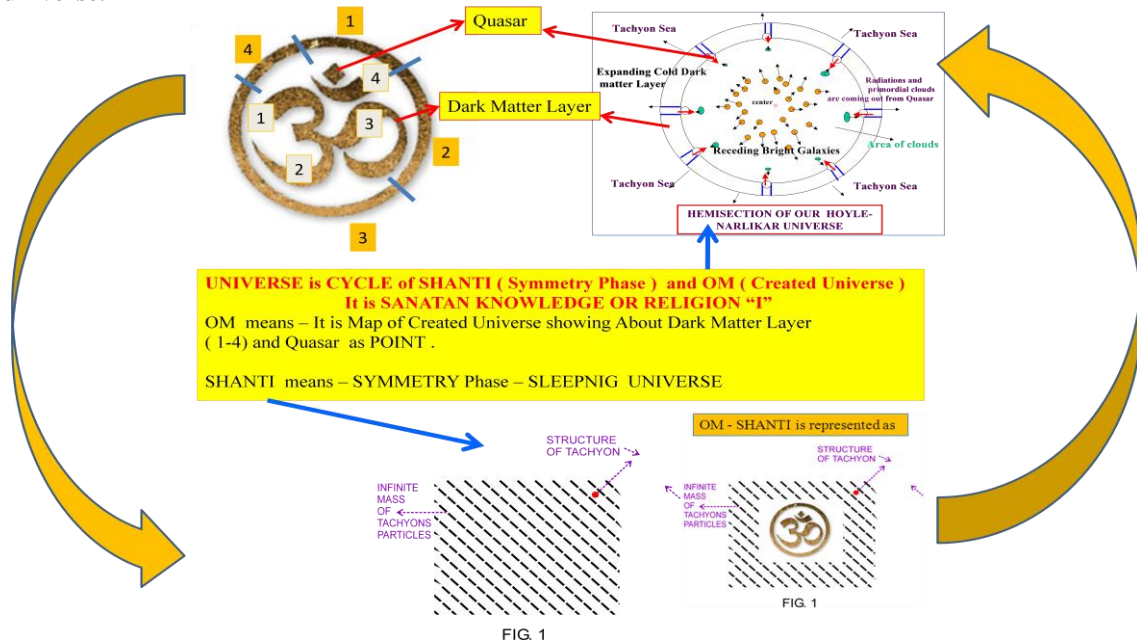 universe.
1
Quasar
4
4
Dark Matter Layer
1
3
2
2
3
Tachyon Sea
Tachyon Sea
Tachyon Sea
Expanding Cold Dark
matter Layer
Radiations and
primordial clouds
are coming out from Quasar
center
Area of clouds
Receding Bright Galaxies
Tachyon Sea
Tachyon Sea
HEMISECTION OF OUR HOYLE-
NARLIKAR UNIVERSE
UNIVERSE is CYCLE of SHANTI ( Symmetry Phase ) and OM ( Created Universe )
It is SANATAN KNOWLEDGE OR RELIGION “I”
OM means – It is Map of Created Universe showing About Dark Matter Layer
( 1-4) and Quasar as POINT .
SHANTI means – SYMMETRY Phase – SLEEPNIG UNIVERSE
STRUCTURE
OF TACHYON
INFINITE
MASS
OF
TACHYONS
PARTICLES
FIG. 1
OM - SHANTI is represented as
STRUCTURE
OF TACHYON
INFINITE
MASS
OF
TACHYONS
PARTICLES
ॐ
FIG. 1